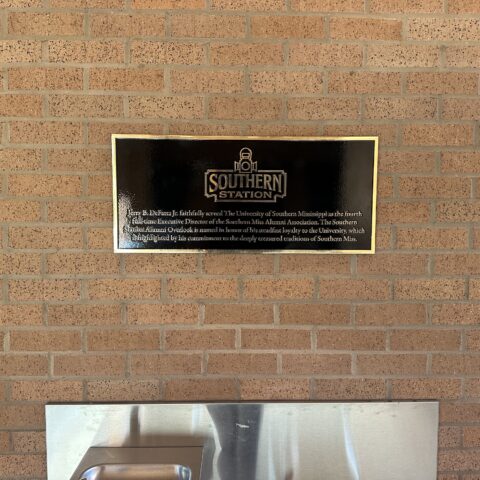 SOUTHERN
STATION
Jerry B. DeFatta Jr. faithfully served The University of Southern Mississippi as the fourth
full-time Executive Director of the Southern Miss Alumni Association. The Southern
Station Alumni Overlook is named in honor of his steadfast loyalty to the University, which
is highlighted by his commitment to the deeply treasured traditions of Southern Miss.